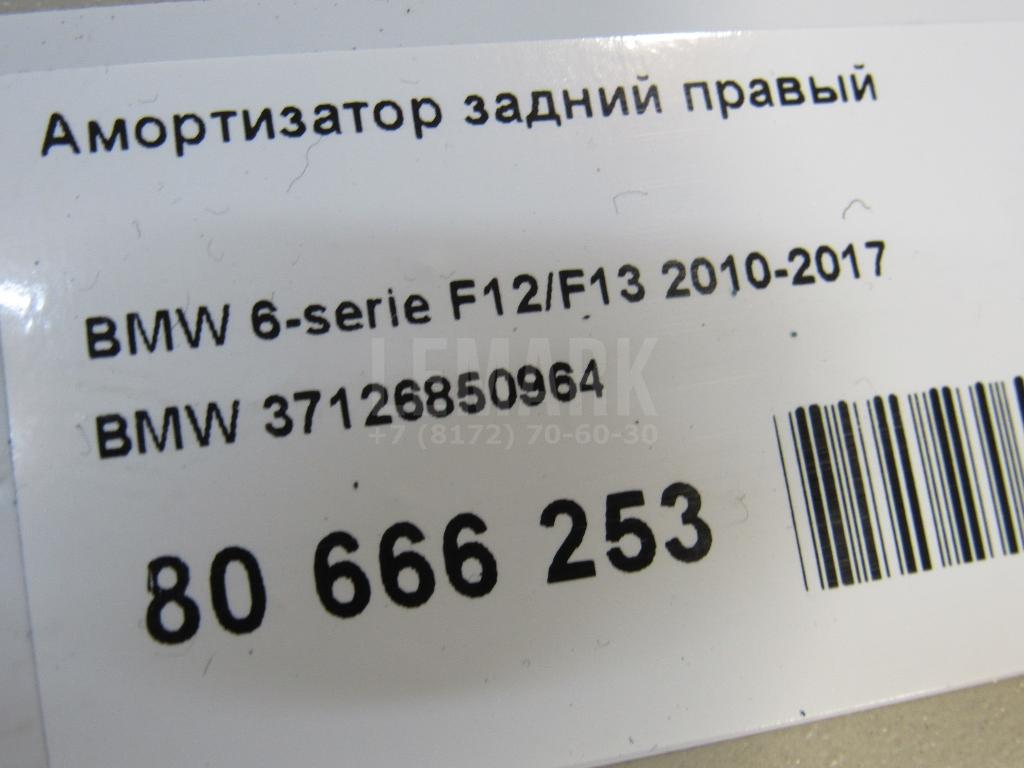 Амортизатор задний правый
BMW 6-serie F12/F13 2010-2017
LEMARK
BMW 37126850964
+7 (8172) 70-60-30
80 666 253